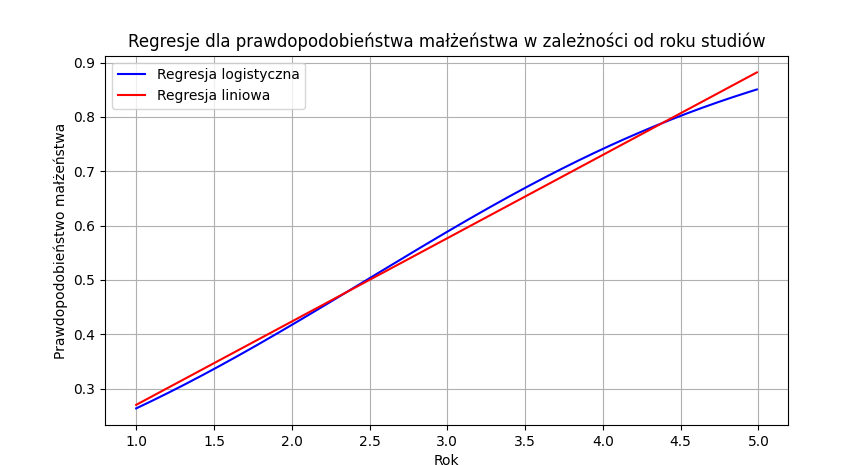 Regresje dla prawdopodobieństwa małżeństwa w zależności od roku studiów
Regresja logistyczna
Regresja liniowa
Prawdopodobieństwo małżeństwa
0.9
0.8
0.7
0.6
0.5
0.4
0.3
1.0 1.5 2.0 2.5 3.0 3.5 4.0 4.5 5.0
Rok